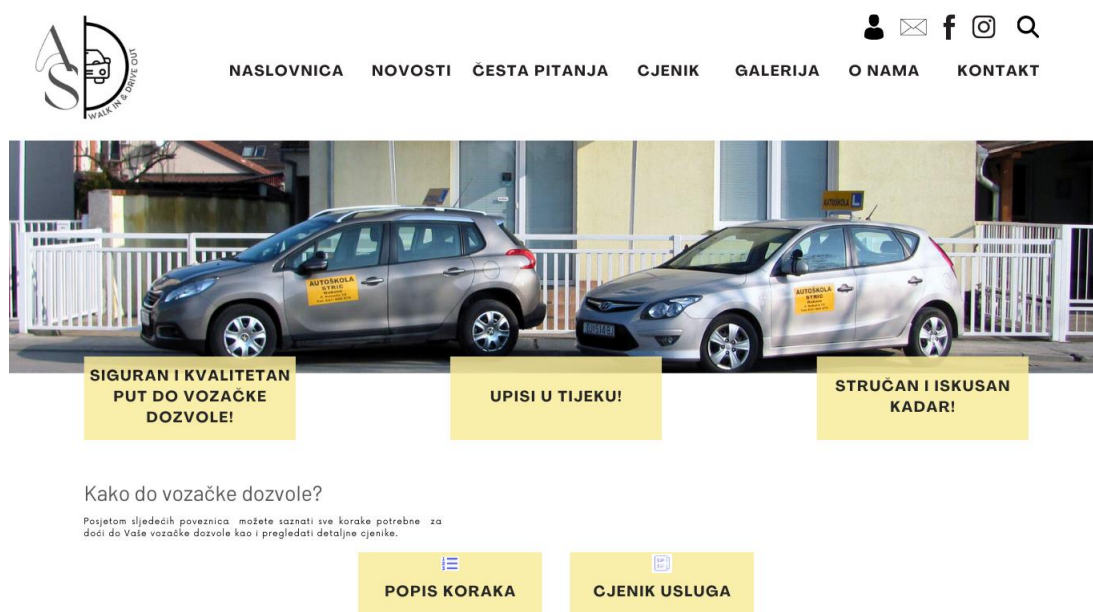 AS
WALK IN & DRIVE OUT
NASLOVNICA NOVOSTI ČESTA PITANJA CJENIK GALERIJA O NAMA KONTAKT
AUTOŠKOLA L
AUTOŠKOLA
STRIC
AUTOŠKOLA
STRIC
SIGURAN I KVALITETAN
PUT DO VOZAČKE
DOZVOLE!
UPISI U TIJEKU!
STRUČAN I ISKUSAN
KADAR!
Kako do vozačke dozvole?
Posjetom sljedećih poveznica možete saznati sve korake potrebne za
doći do Vaše vozačke dozvole kao i pregledati detaljne cjenike.
POPIS KORAKA
CJENIK USLUGA